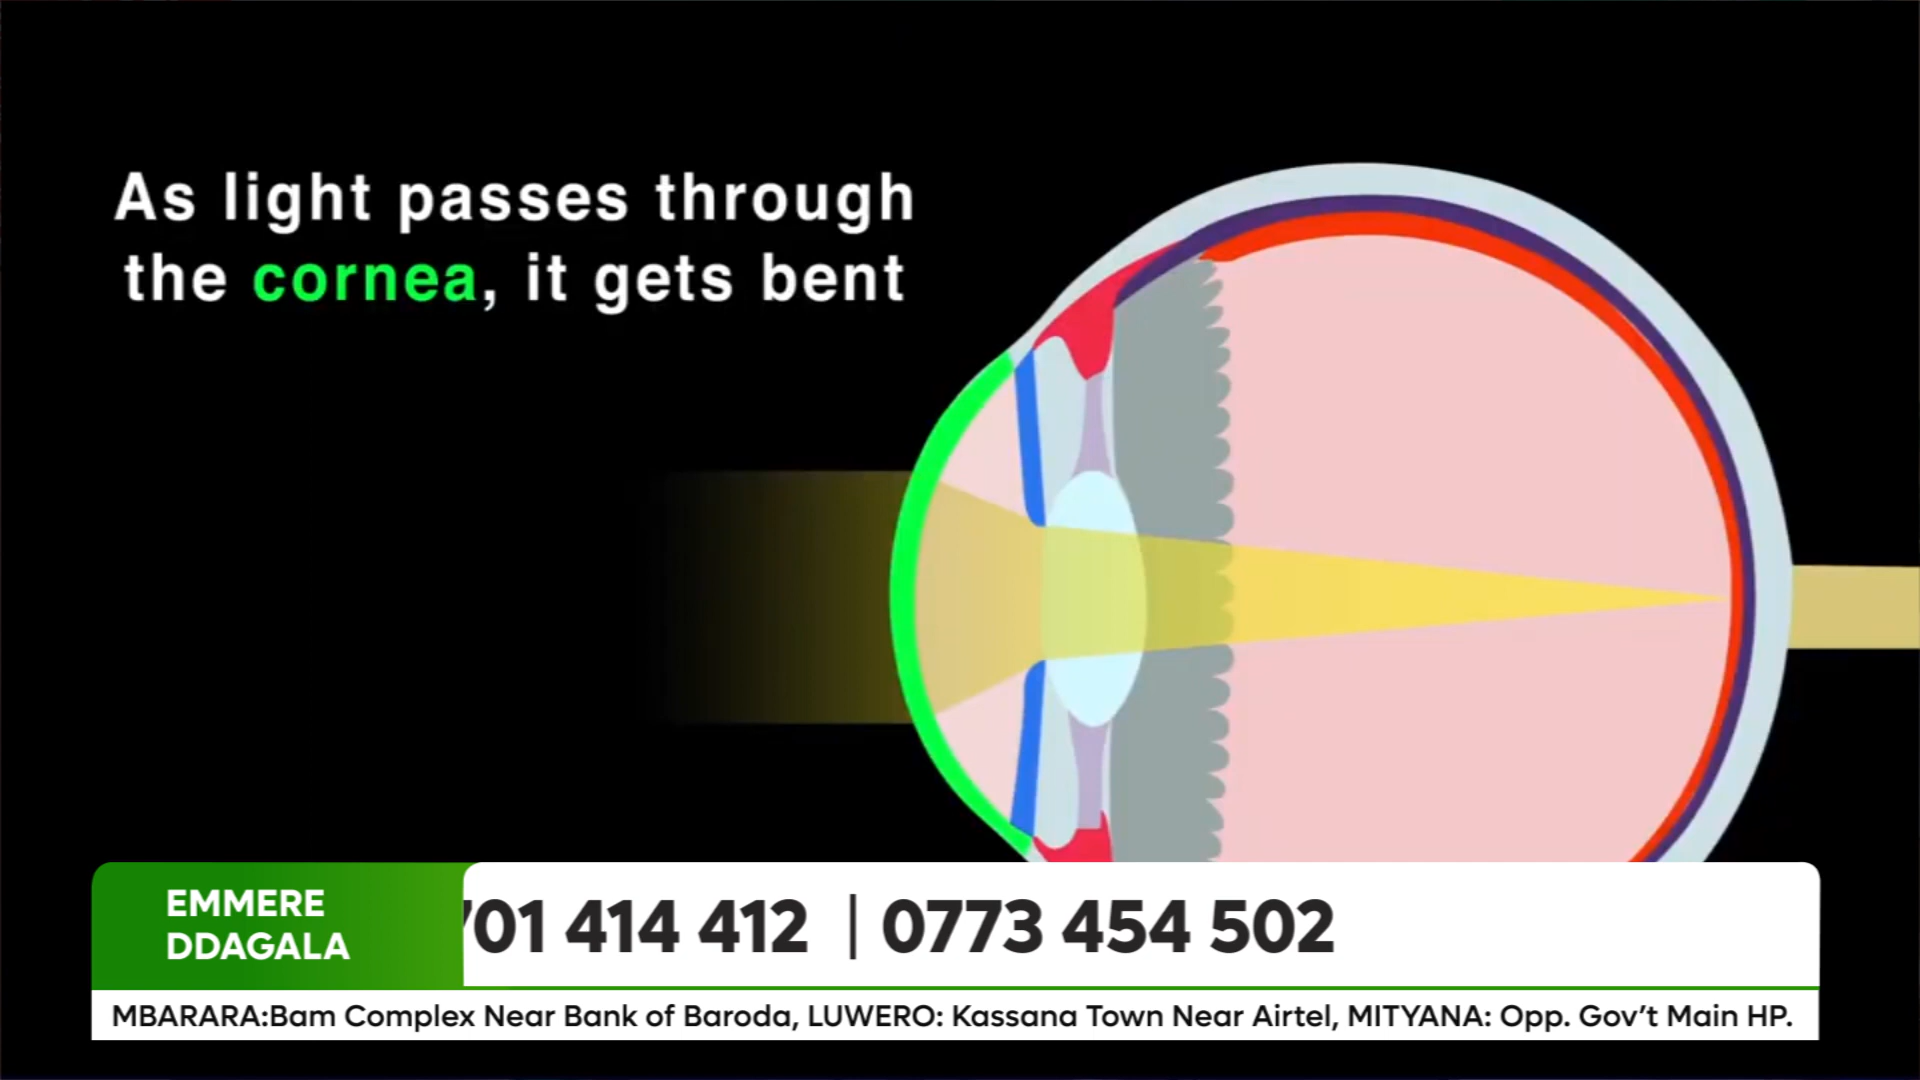 As light passes through
the cornea, it gets bent
EMMERE
DDAGALA
701 414 412 | 0773 454 502
MBARARA:Bam Complex Near Bank of Baroda, LUWERO: Kassana Town Near Airtel, MITYANA: Opp. Gov’t Main HP.